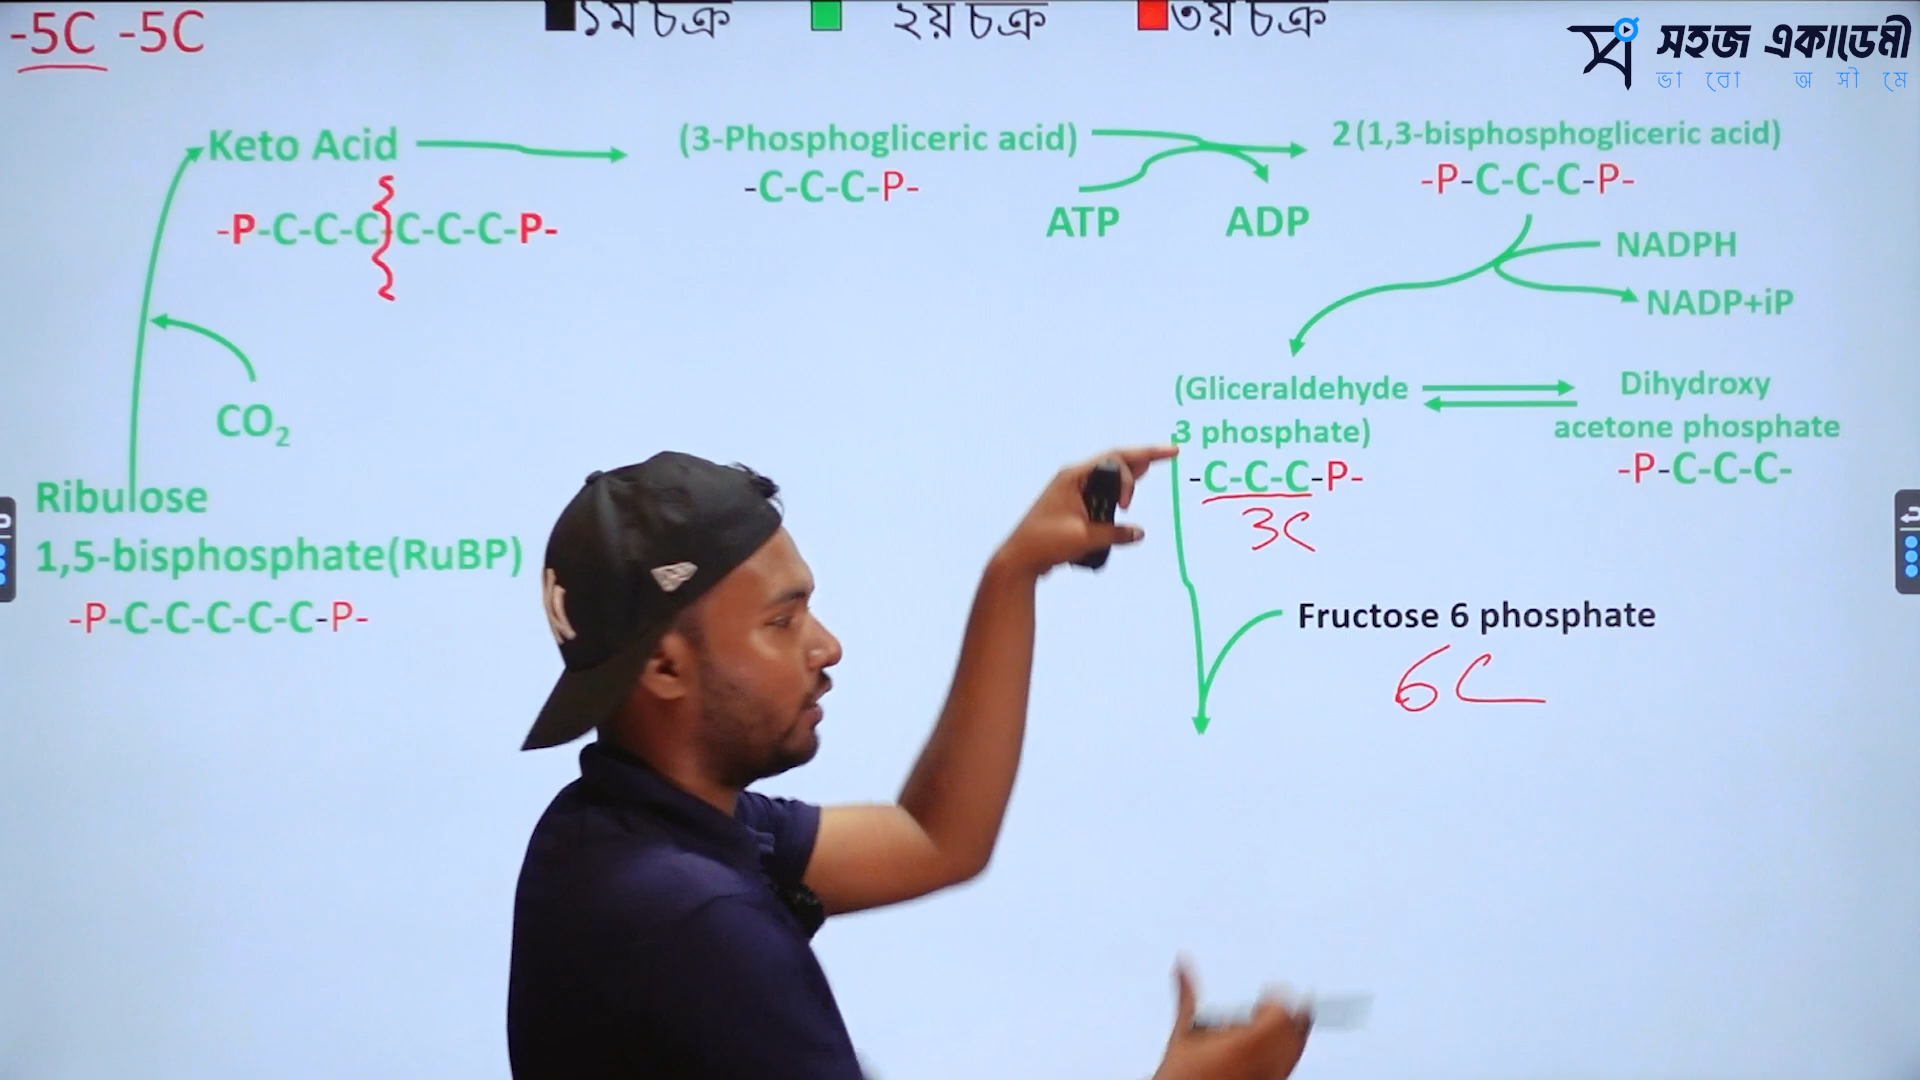 -5C -5C
১ম চক্র ২য় চক্র ৩য় চক্র
সহজ একাডেমী
ভাবো অসীমে
Keto Acid
-P-C-C-C-C-C-C-P-
(3-Phosphogliceric acid)
-C-C-C-P-
ATP
ADP
2(1,3-bisphosphogliceric acid)
-P-C-C-C-P-
NADPH
NADP+iP
CO₂
(Gliceraldehyde
3 phosphate)
-C-C-C-P-
3C
Dihydroxy
acetone phosphate
-P-C-C-C-
Ribulose
1,5-bisphosphate(RuBP)
-P-C-C-C-C-C-P-
Fructose 6 phosphate
6C